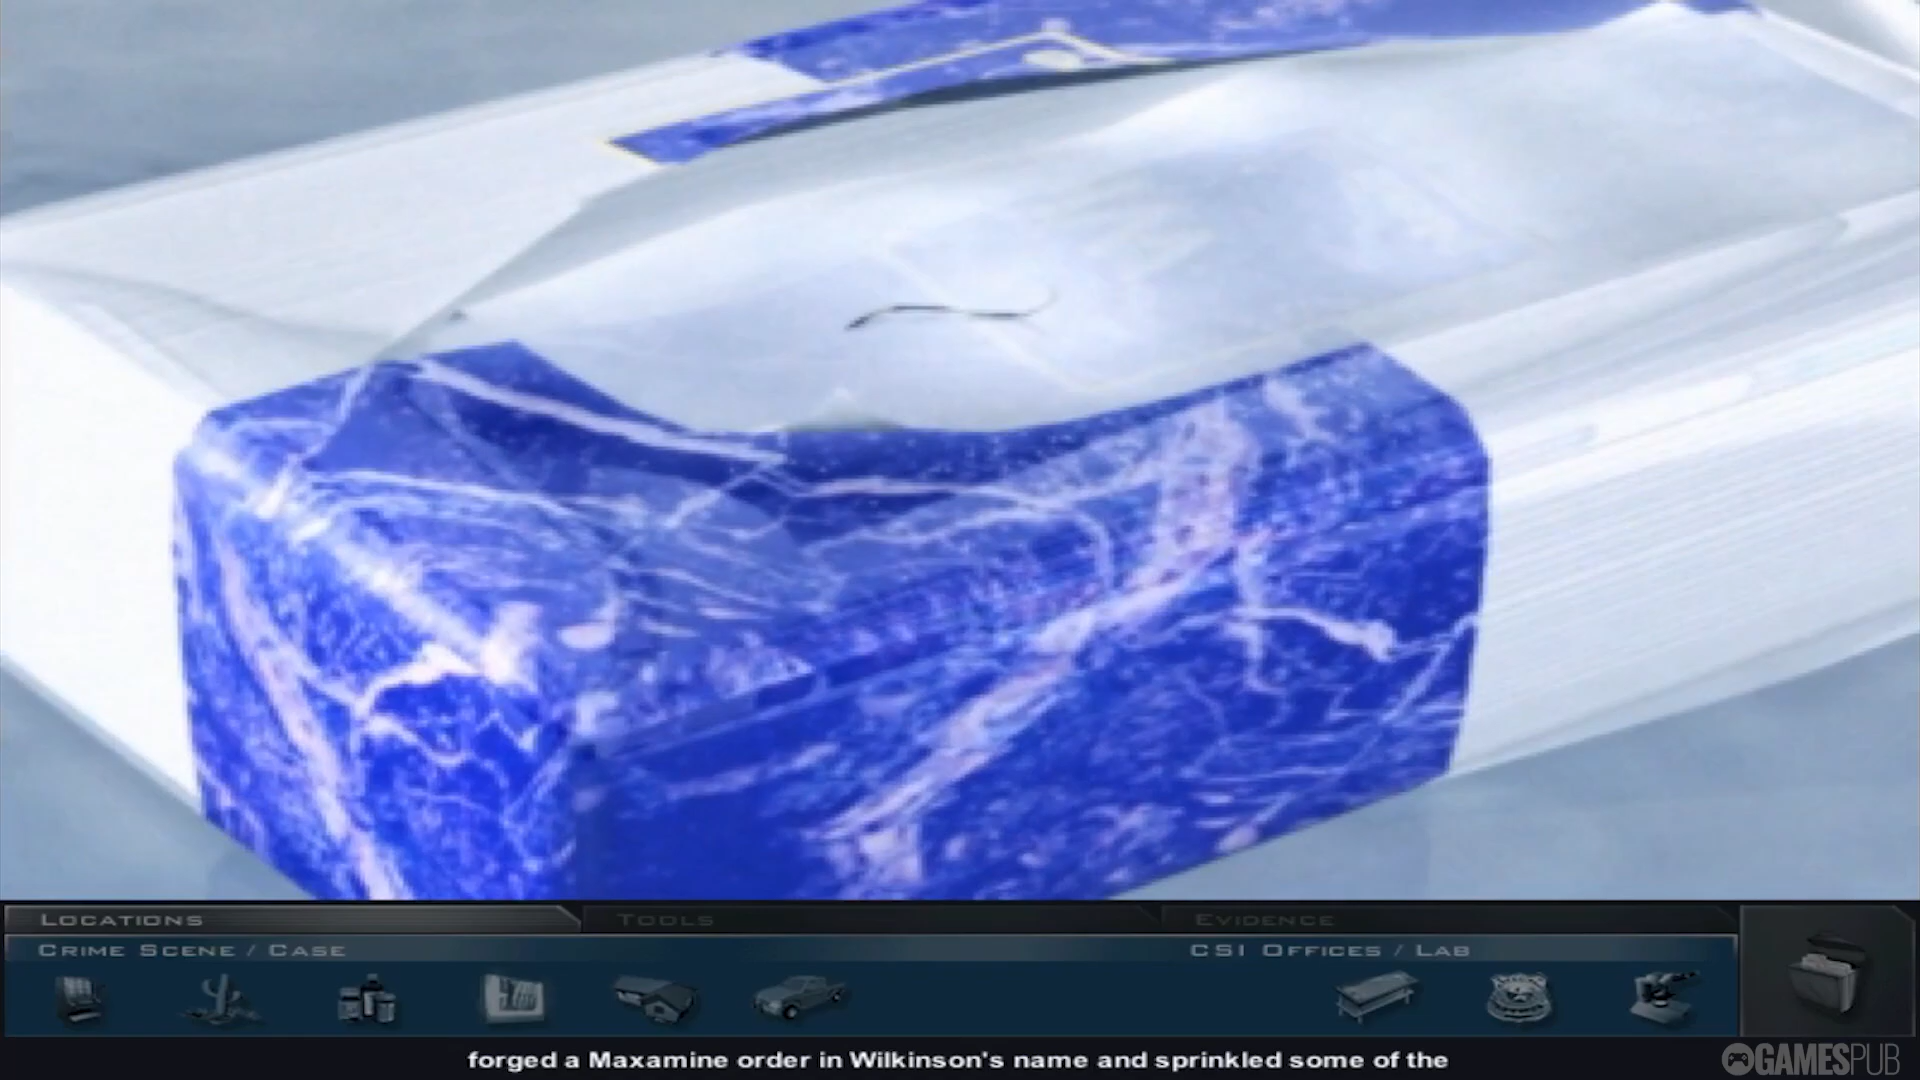 LOCATIONS
TOOLS
EVIDENCE
CRIME SCENE / CASE
CSI OFFICES / LAB
forged a Maxamine order in Wilkinson's name and sprinkled some of the
GAMESPUB